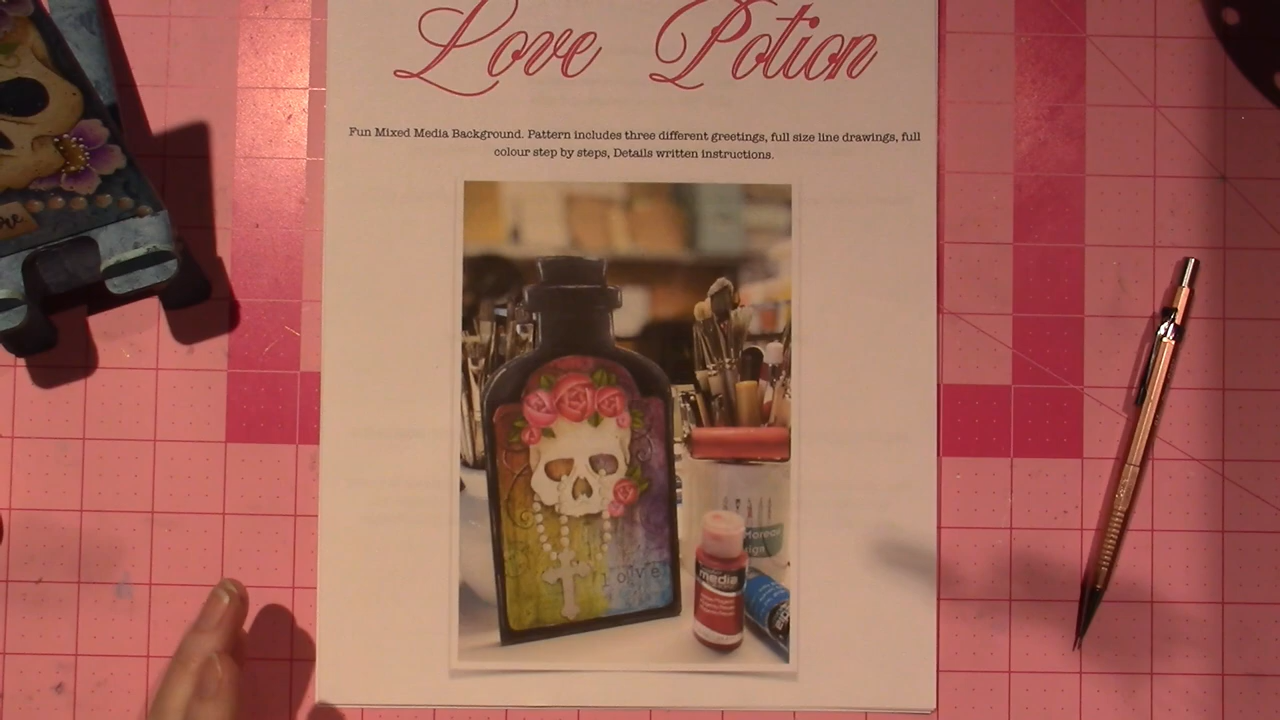 Love Potion
Fun Mixed Media Background. Pattern includes three different greetings, full size line drawings, full
colour step by steps, Details written instructions.
love
media